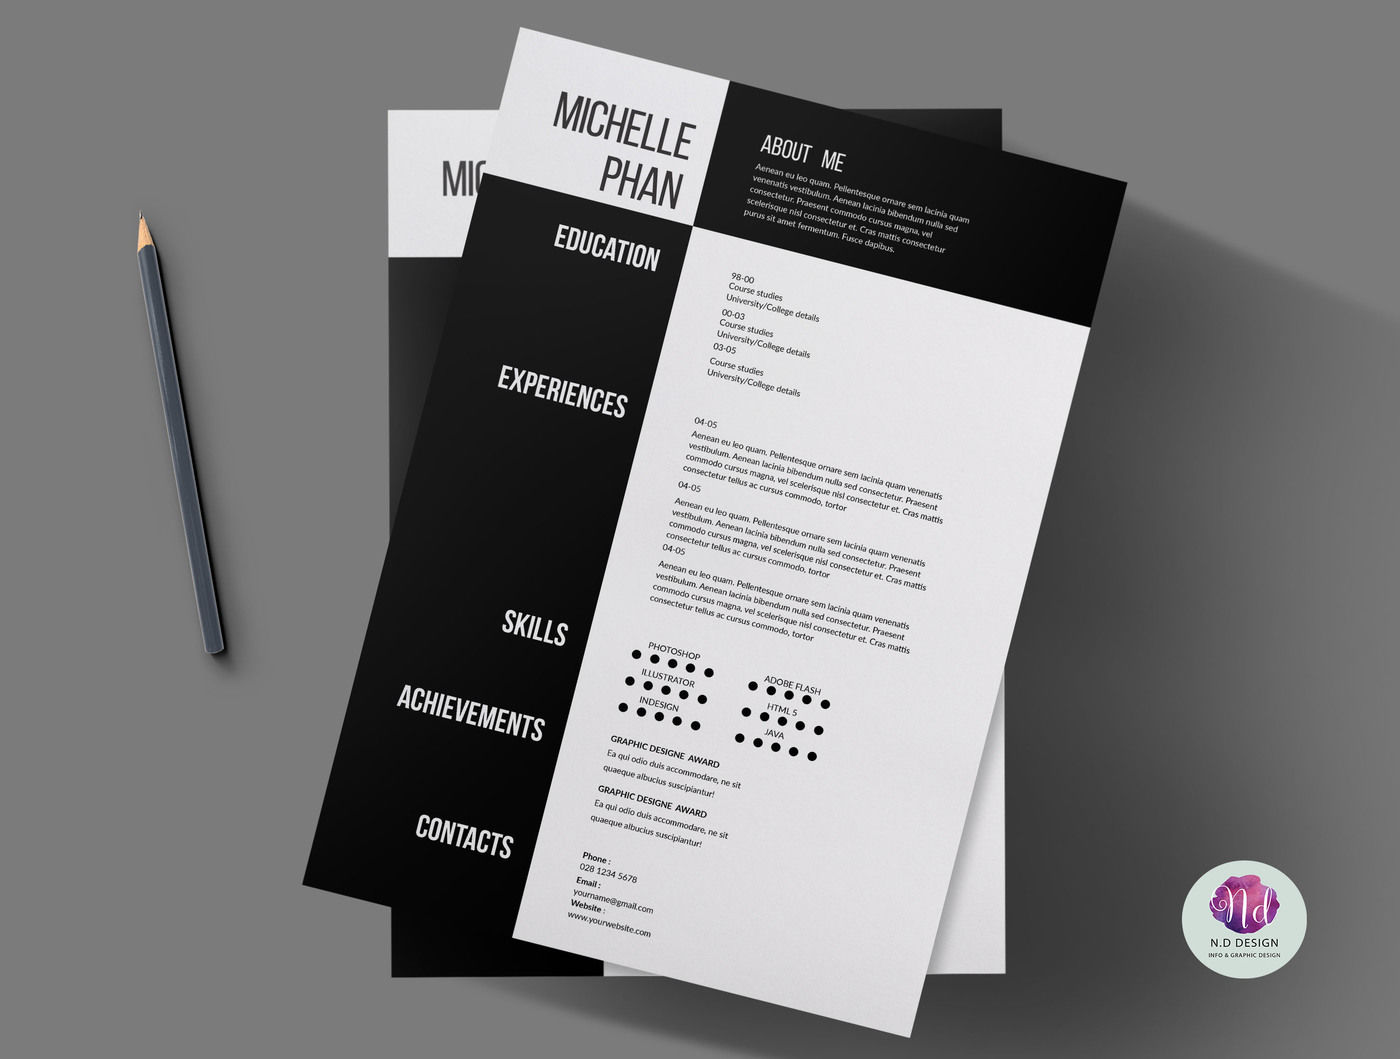 MICHELLE
PHAN
ABOUT ME
Aenean eu leo quam. Pellentesque ornare sem lacinia quam
venenatis vestibulum. Aenean lacinia bibendum nulla sed
consectetur. Praesent commodo cursus magna, vel
scelerisque nisl consectetur et. Cras mattis consectetur
purus sit amet fermentum. Fusce dapibus.
EDUCATION
98-00
Course studies
University/College details
00-03
Course studies
University/College details
03-05
Course studies
University/College details
EXPERIENCES
04-05
Aenean eu leo quam. Pellentesque ornare sem lacinia quam venenatis
vestibulum. Aenean lacinia bibendum nulla sed consectetur. Praesent
commodo cursus magna, vel scelerisque nisl consectetur et. Cras mattis
consectetur tellus ac cursus commodo, tortor
04-05
Aenean eu leo quam. Pellentesque ornare sem lacinia quam venenatis
vestibulum. Aenean lacinia bibendum nulla sed consectetur. Praesent
commodo cursus magna, vel scelerisque nisl consectetur et. Cras mattis
consectetur tellus ac cursus commodo, tortor
04-05
Aenean eu leo quam. Pellentesque ornare sem lacinia quam venenatis
vestibulum. Aenean lacinia bibendum nulla sed consectetur. Praesent
commodo cursus magna, vel scelerisque nisl consectetur et. Cras mattis
consectetur tellus ac cursus commodo, tortor
SKILLS
PHOTOSHOP
ILLUSTRATOR
INDESIGN
ADOBE FLASH
HTML 5
JAVA
ACHIEVEMENTS
GRAPHIC DESIGNE AWARD
Ea qui odio duis accommodare, ne sit
quaeque albucius suscipiantur!
GRAPHIC DESIGNE AWARD
Ea qui odio duis accommodare, ne sit
quaeque albucius suscipiantur!
CONTACTS
Phone :
028 1234 5678
Email :
yourname@gmail.com
Website :
www.yourwebsite.com
MIC
Nd
N.D DESIGN
INFO & GRAPHIC DESIGN